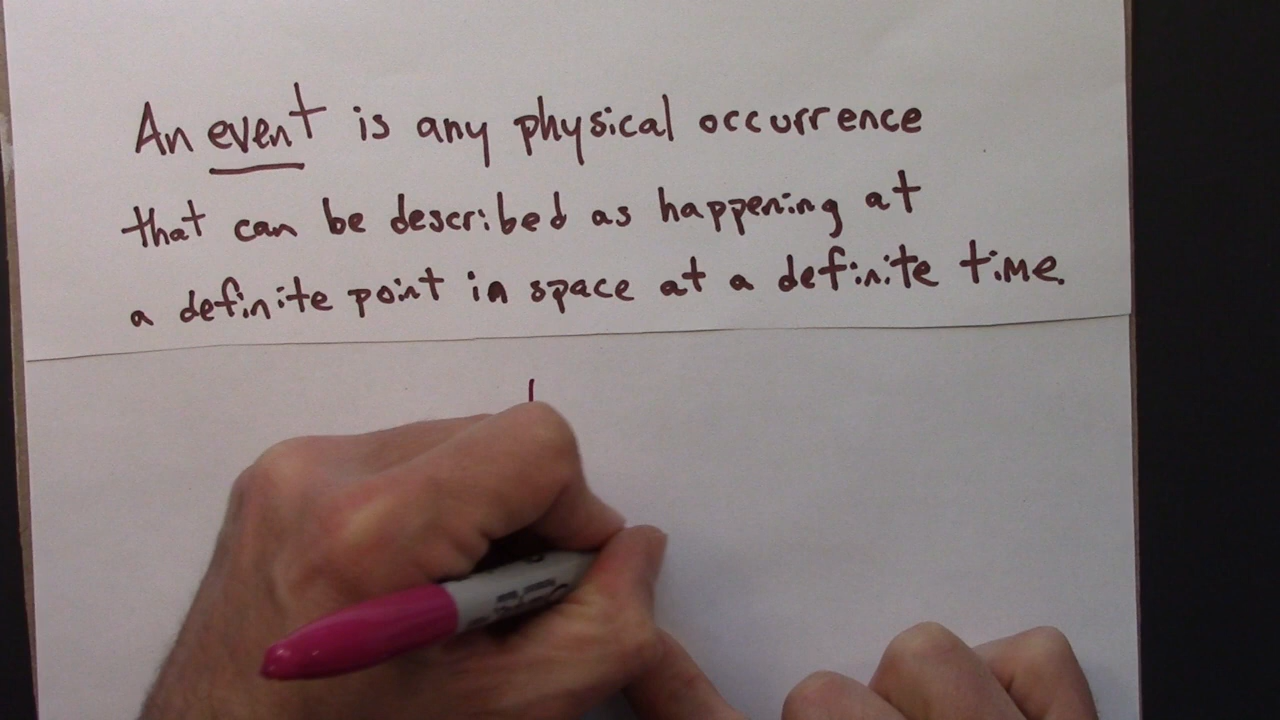 An event is any physical occurrence
that can be described as happening at
a definite point in space at a definite time.